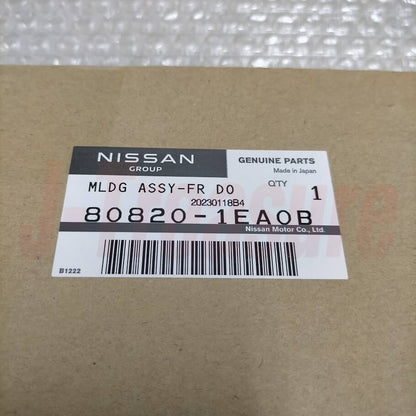 NISSAN
GROUP
GENUINE PARTS
Made in Japan
MLDG ASSY-FR DO
Q'TY
1
20230118B4
80820-1EA0B
Nissan Motor Co., Ltd.
B1222